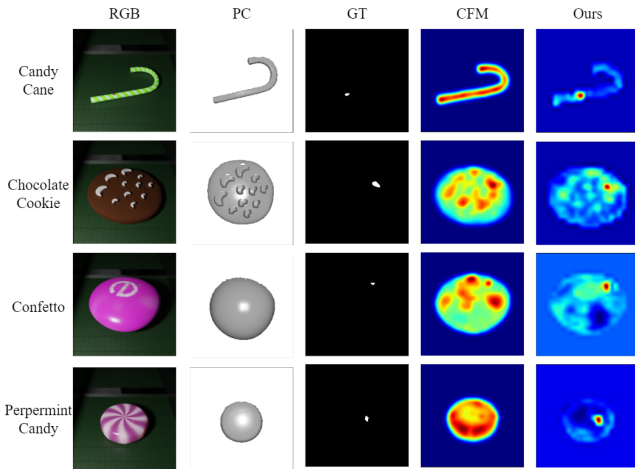 RGB PC GT CFM Ours
Candy
Cane
Chocolate
Cookie
Confetto
Perpermint
Candy